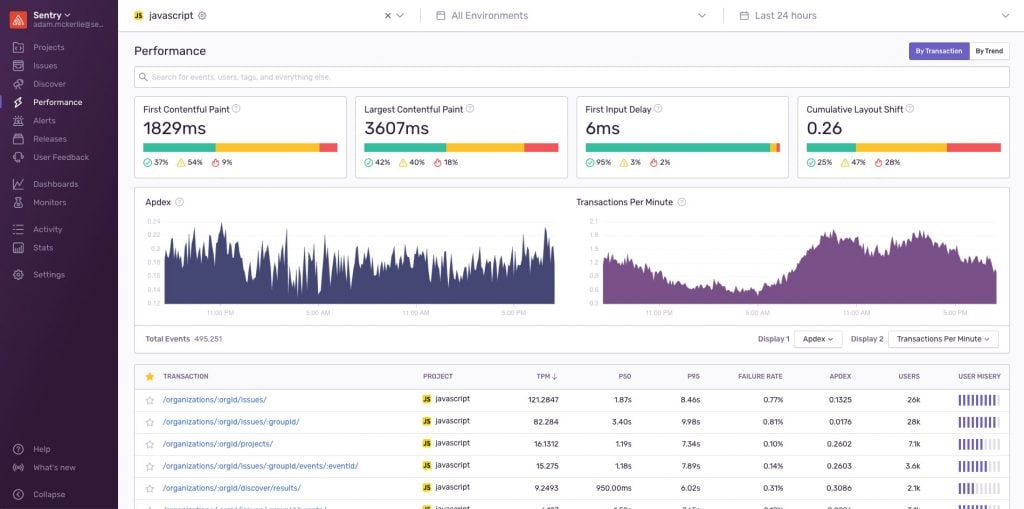 Sentry
adam.mckerlie@se...
Projects
Issues
Discover
Performance
Alerts
Releases
User Feedback
Dashboards
Monitors
Activity
Stats
Settings
Help
What's new
Collapse
JS javascript
All Environments
Last 24 hours
Performance
By Transaction By Trend
Search for events, users, tags, and everything else.
First Contentful Paint
1829ms
37% 54% 9%
Largest Contentful Paint
3607ms
42% 40% 18%
First Input Delay
6ms
95% 3% 2%
Cumulative Layout Shift
0.26
25% 47% 28%
Apdex
0.24
0.22
0.2
0.18
0.16
0.14
0.12
11:00 PM 5:00 AM 11:00 AM 5:00 PM
Transactions Per Minute
2.1
1.8
1.5
1.2
0.9
0.6
0.3
11:00 PM 5:00 AM 11:00 AM 5:00 PM
Total Events 495,251
Display 1 Apdex Display 2 Transactions Per Minute
TRANSACTION PROJECT TPM P50 P95 FAILURE RATE APDEX USERS USER MISERY
/organizations/:orgId/issues/ JS javascript 121.2847 1.87s 8.46s 0.77% 0.1325 26k
/organizations/:orgId/issues/:groupId/ JS javascript 82.284 3.40s 9.98s 0.81% 0.0176 28k
/organizations/:orgId/projects/ JS javascript 16.1312 1.19s 7.34s 0.10% 0.2602 7.1k
/organizations/:orgId/issues/:groupId/events/:eventId/ JS javascript 15.275 1.18s 7.89s 0.14% 0.2603 3.6k
/organizations/:orgId/discover/results/ JS javascript 9.2493 950.00ms 6.02s 0.31% 0.3086 2.1k